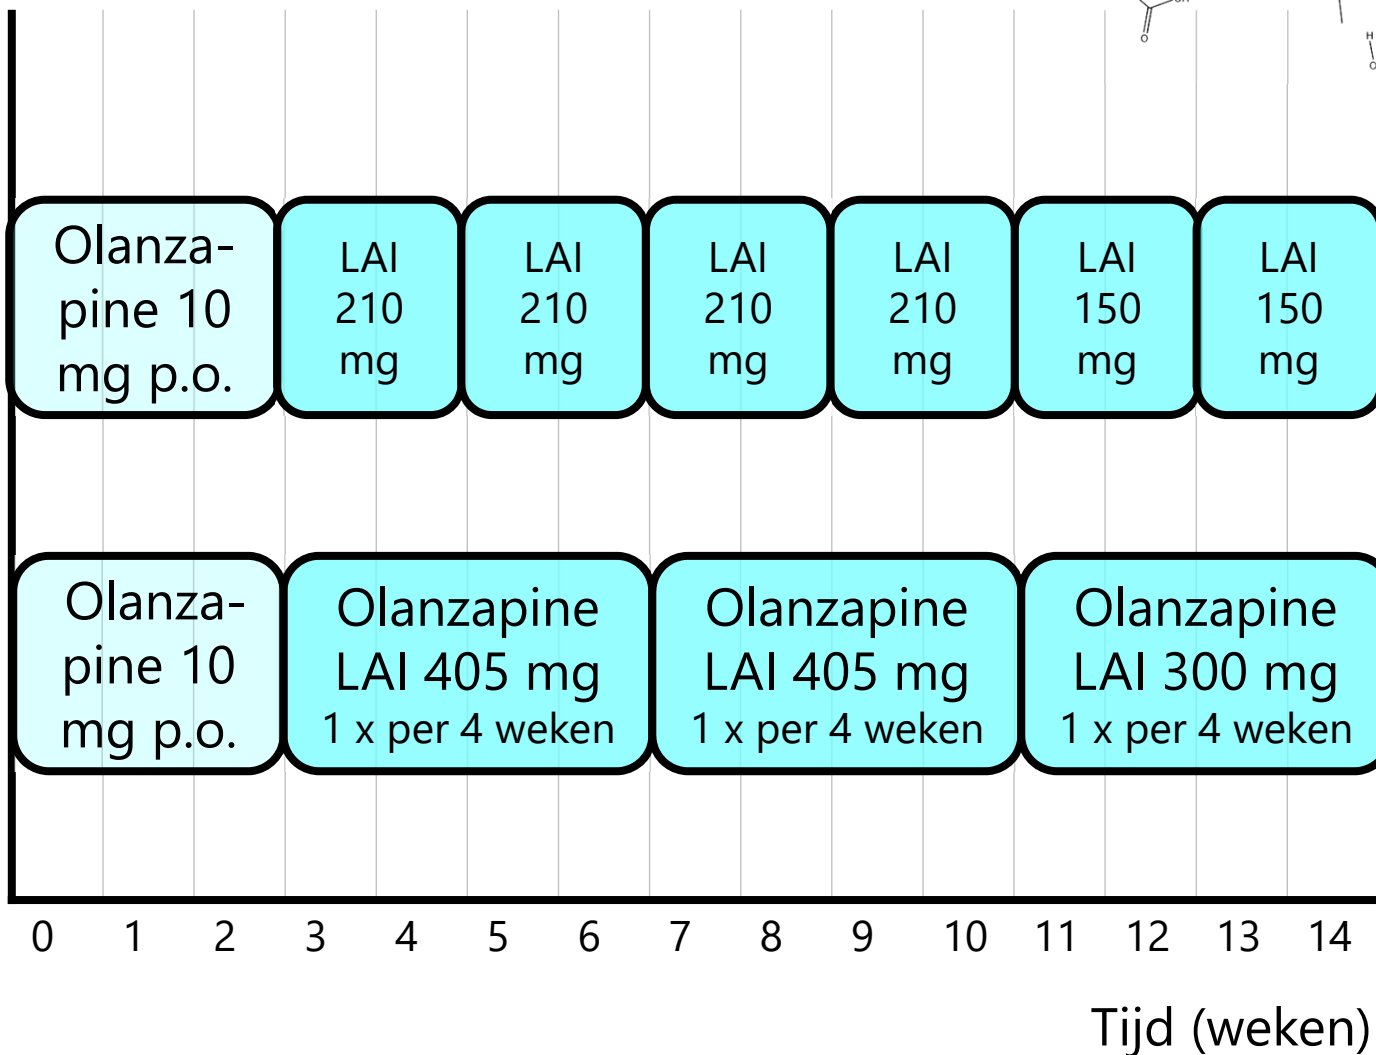 O
H
O
Olanza-
pine 10
mg p.o.
LAI
210
mg
LAI
210
mg
LAI
210
mg
LAI
210
mg
LAI
150
mg
LAI
150
mg
Olanza-
pine 10
mg p.o.
Olanzapine
LAI 405 mg
1 x per 4 weken
Olanzapine
LAI 405 mg
1 x per 4 weken
Olanzapine
LAI 300 mg
1 x per 4 weken
0 1 2 3 4 5 6 7 8 9 10 11 12 13 14
Tijd (weken)